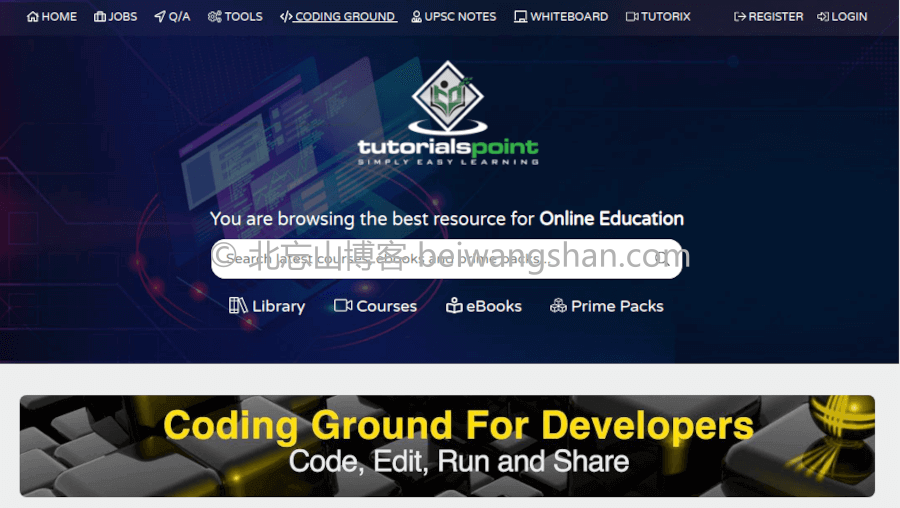 HOME JOBS Q/A TOOLS CODING GROUND UPSC NOTES WHITEBOARD TUTORIX REGISTER LOGIN
tutorialspoint
SIMPLY EASY LEARNING
You are browsing the best resource for Online Education
Search latest courses, ebooks and prime packs...
© 北忘山博客 beiwangshan.com
Library Courses eBooks Prime Packs
Coding Ground For Developers
Code, Edit, Run and Share